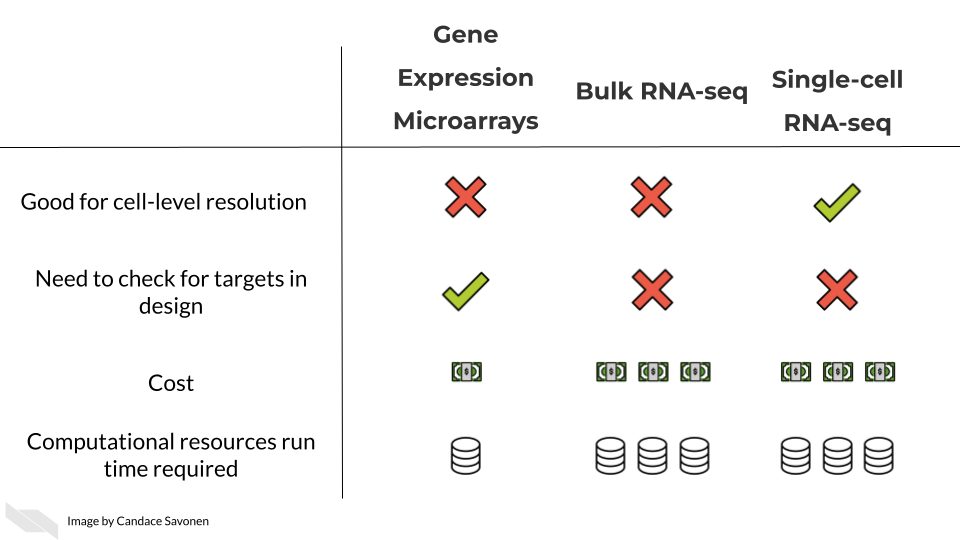 Gene
Expression
Microarrays
Bulk RNA-seq
Single-cell
RNA-seq
Good for cell-level resolution
Need to check for targets in
design
Cost
Computational resources run
time required
Image by Candace Savonen